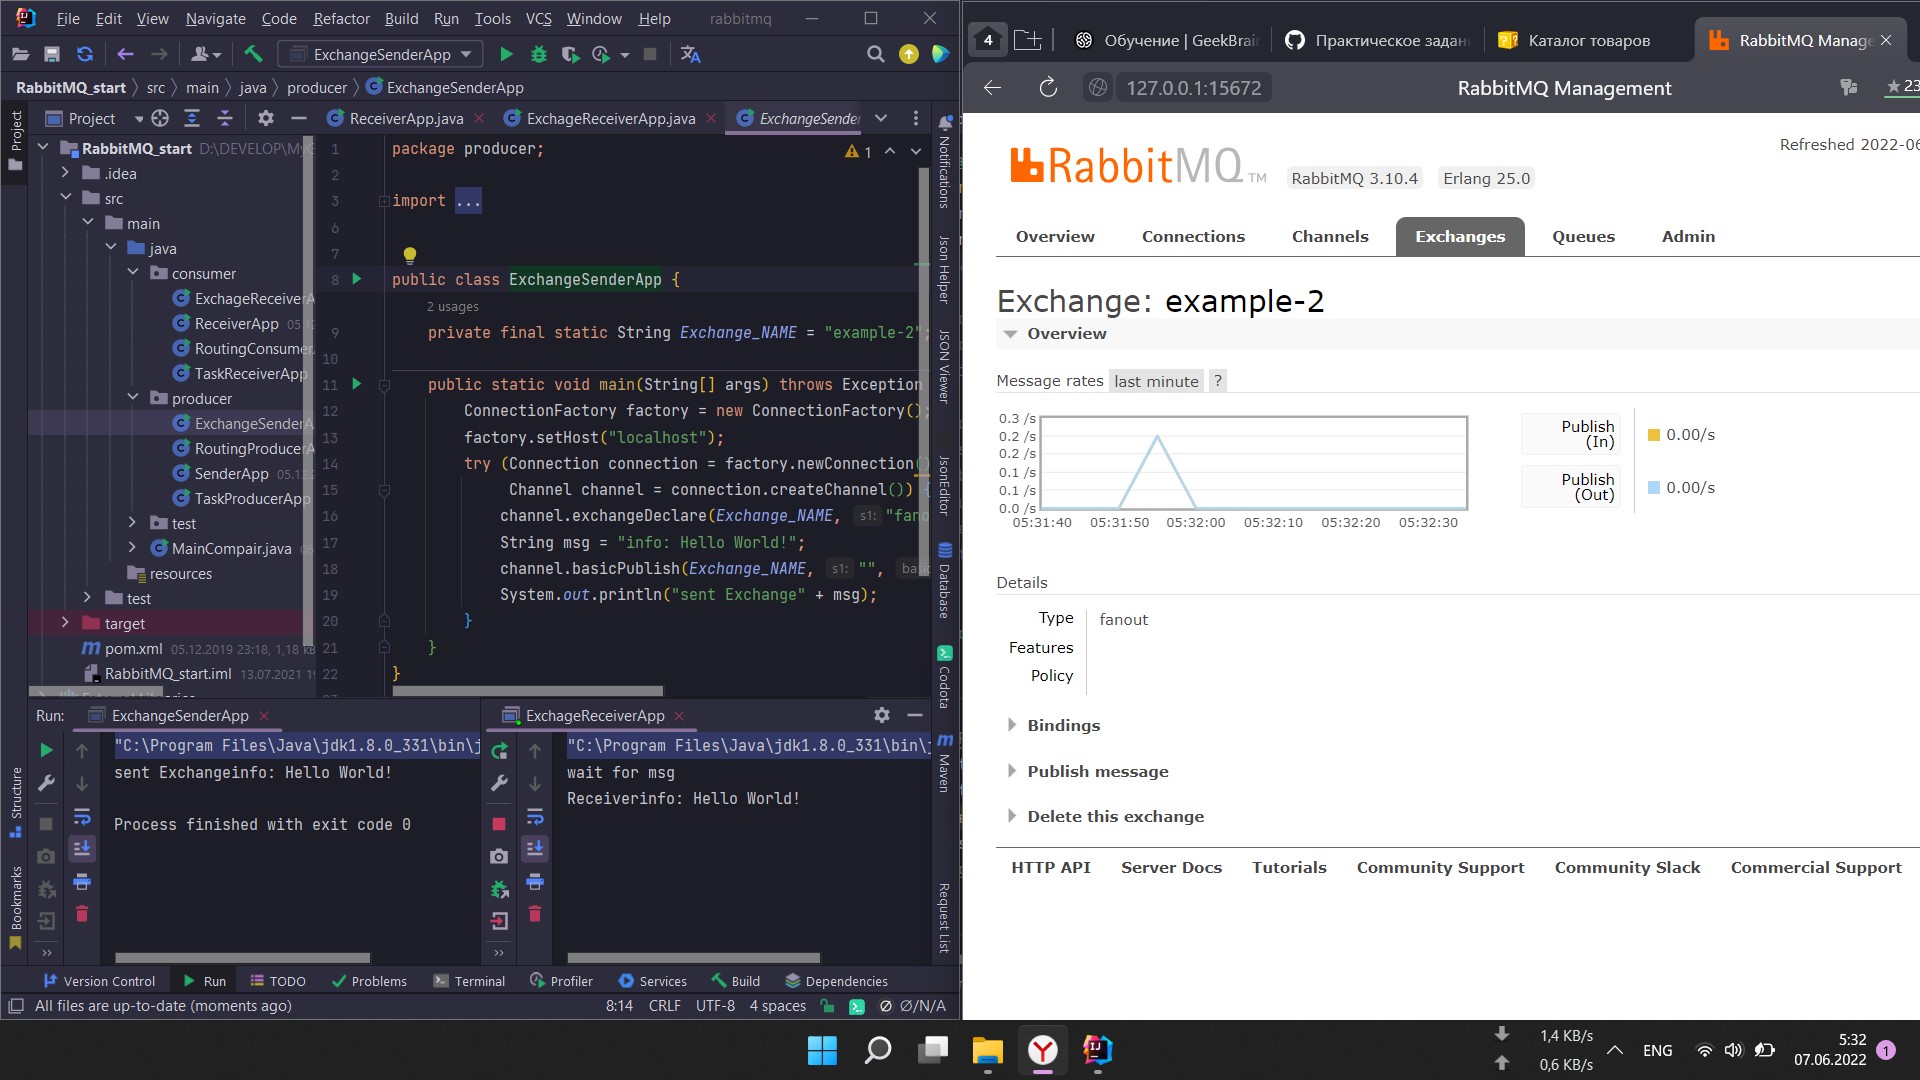 File Edit View Navigate Code Refactor Build Run Tools VCS Window Help rabbitmq
ExchangeSenderApp
RabbitMQ_start src main java producer ExchangeSenderApp
Project
Project
RabbitMQ_start D:\DEVELOP\MyG
.idea
src
main
java
consumer
ExchageReceiverA
ReceiverApp 05.12
RoutingConsumer
TaskReceiverApp
producer
ExchangeSenderA
RoutingProducerA
SenderApp 05.12.2
TaskProducerApp
test
MainCompair.java
resources
test
target
pom.xml 05.12.2019 23:18, 1,18 kB
RabbitMQ_start.iml 13.07.2021 1
ReceiverApp.java ExchageReceiverApp.java ExchangeSender
1 package producer;
1
2
3 import ...
6
7
8 public class ExchangeSenderApp {
2 usages
9 private final static String Exchange_NAME = "example-2";
10
11 public static void main(String[] args) throws Exception
12 ConnectionFactory factory = new ConnectionFactory();
13 factory.setHost("localhost");
14 try (Connection connection = factory.newConnection()
15 Channel channel = connection.createChannel()) {
16 channel.exchangeDeclare(Exchange_NAME, s1: "fano
17 String msg = "info: Hello World!";
18 channel.basicPublish(Exchange_NAME, s1: "", basi
19 System.out.println("sent Exchange" + msg);
20 }
21 }
22 }
Notifications
Json Helper
JSON Viewer
JsonEditor
Database
Codota
Maven
Request List
Structure
Bookmarks
Run: ExchangeSenderApp
"C:\Program Files\Java\jdk1.8.0_331\bin\j
sent Exchangeinfo: Hello World!
Process finished with exit code 0
ExchageReceiverApp
"C:\Program Files\Java\jdk1.8.0_331\bin\j
wait for msg
Receiverinfo: Hello World!
Version Control Run TODO Problems Terminal Profiler Services Build Dependencies
All files are up-to-date (moments ago) 8:14 CRLF UTF-8 4 spaces Ø/N/A
4 Обучение | GeekBrai Практическое задан Каталог товаров RabbitMQ Manage
127.0.0.1:15672 RabbitMQ Management 23
Refreshed 2022-06
RabbitMQ TM RabbitMQ 3.10.4 Erlang 25.0
Overview Connections Channels Exchanges Queues Admin
Exchange: example-2
Overview
Message rates last minute ?
0.3 /s
0.2 /s
0.2 /s
0.1 /s
0.1 /s
0.0 /s
05:31:40 05:31:50 05:32:00 05:32:10 05:32:20 05:32:30
Publish (In) 0.00/s
Publish (Out) 0.00/s
Details
Type fanout
Features
Policy
Bindings
Publish message
Delete this exchange
HTTP API Server Docs Tutorials Community Support Community Slack Commercial Support
1,4 KB/s
0,6 KB/s
ENG
5:32
07.06.2022
1